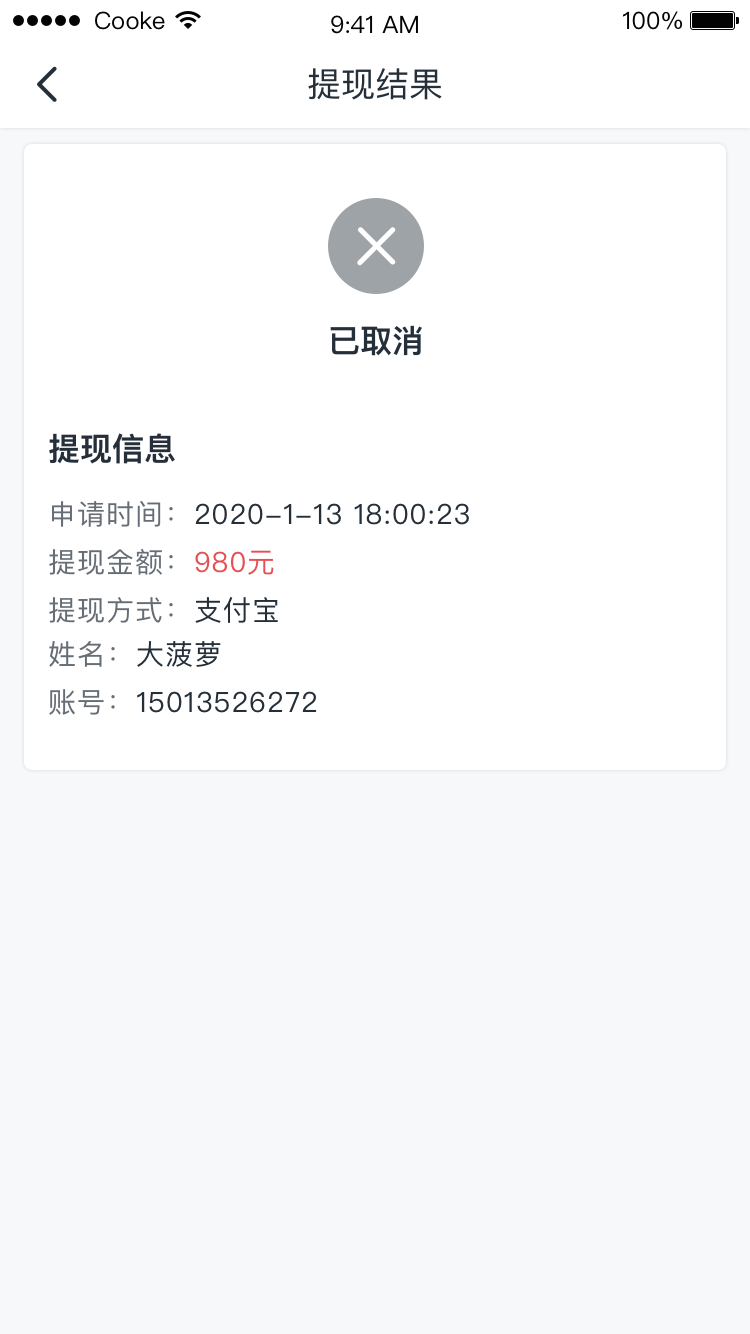 Cooke 9:41 AM 100%
提现结果
已取消
提现信息
申请时间：2020-1-13 18:00:23
提现金额：980元
提现方式：支付宝
姓名：大菠萝
账号：15013526272